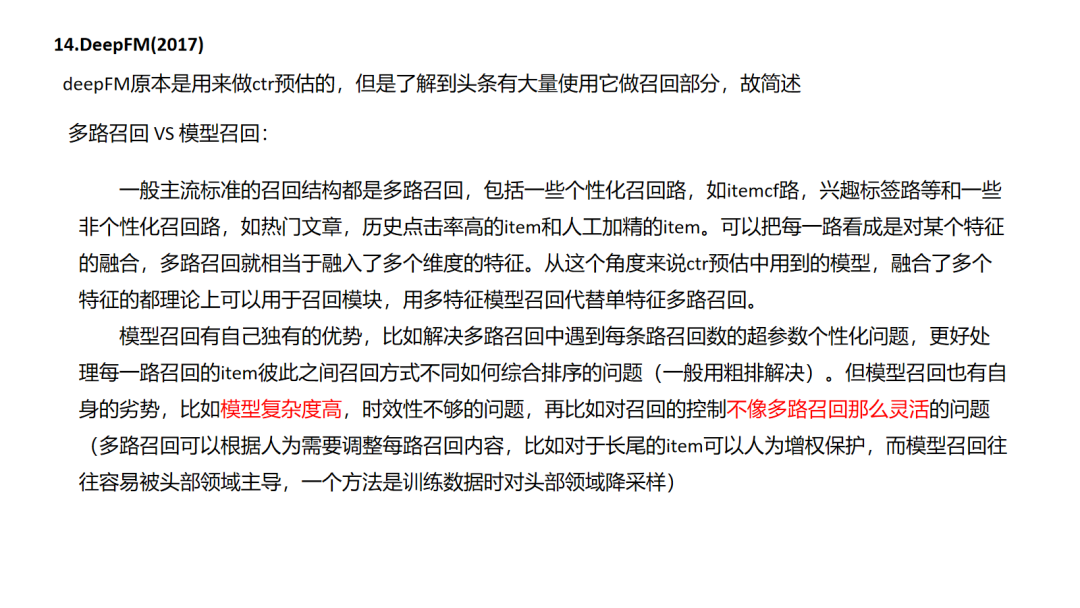 14.DeepFM(2017)
deepFM原本是用来做ctr预估的，但是了解到头条有大量使用它做召回部分，故简述
多路召回 VS 模型召回：
一般主流标准的召回结构都是多路召回，包括一些个性化召回路，如itemcf路，兴趣标签路等和一些
非个性化召回路，如热门文章，历史点击率高的item和人工加精的item。可以把每一路看成是对某个特征
的融合，多路召回就相当于融入了多个维度的特征。从这个角度来说ctr预估中用到的模型，融合了多个
特征的都理论上可以用于召回模块，用多特征模型召回代替单特征多路召回。
模型召回有自己独有的优势，比如解决多路召回中遇到每条路召回数的超参数个性化问题，更好处
理每一路召回的item彼此之间召回方式不同如何综合排序的问题（一般用粗排解决）。但模型召回也有自
身的劣势，比如模型复杂度高，时效性不够的问题，再比如对召回的控制不像多路召回那么灵活的问题
（多路召回可以根据人为需要调整每路召回内容，比如对于长尾的item可以人为增权保护，而模型召回往
往容易被头部领域主导，一个方法是训练数据时对头部领域降采样）